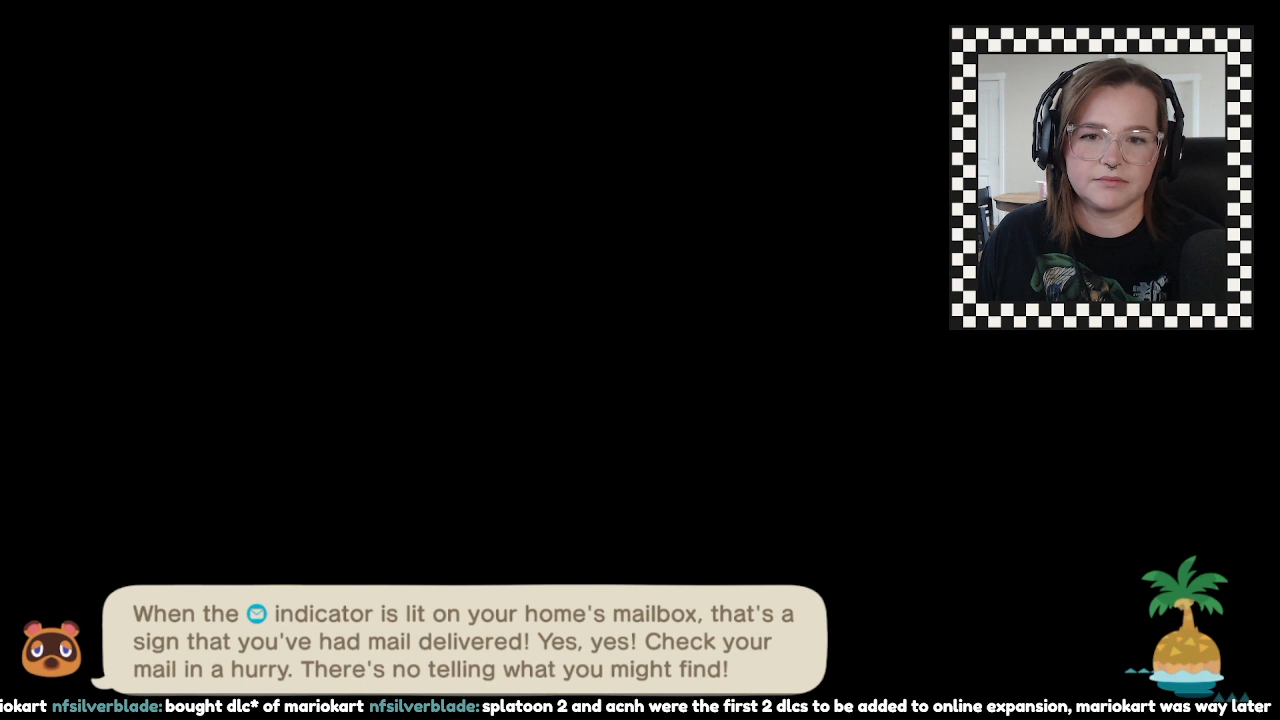 When the indicator is lit on your home's mailbox, that's a
sign that you've had mail delivered! Yes, yes! Check your
mail in a hurry. There's no telling what you might find!
iokart nfsilverblade: bought dlc* of mariokart nfsilverblade: splatoon 2 and acnh were the first 2 dlcs to be added to online expansion, mariokart was way later